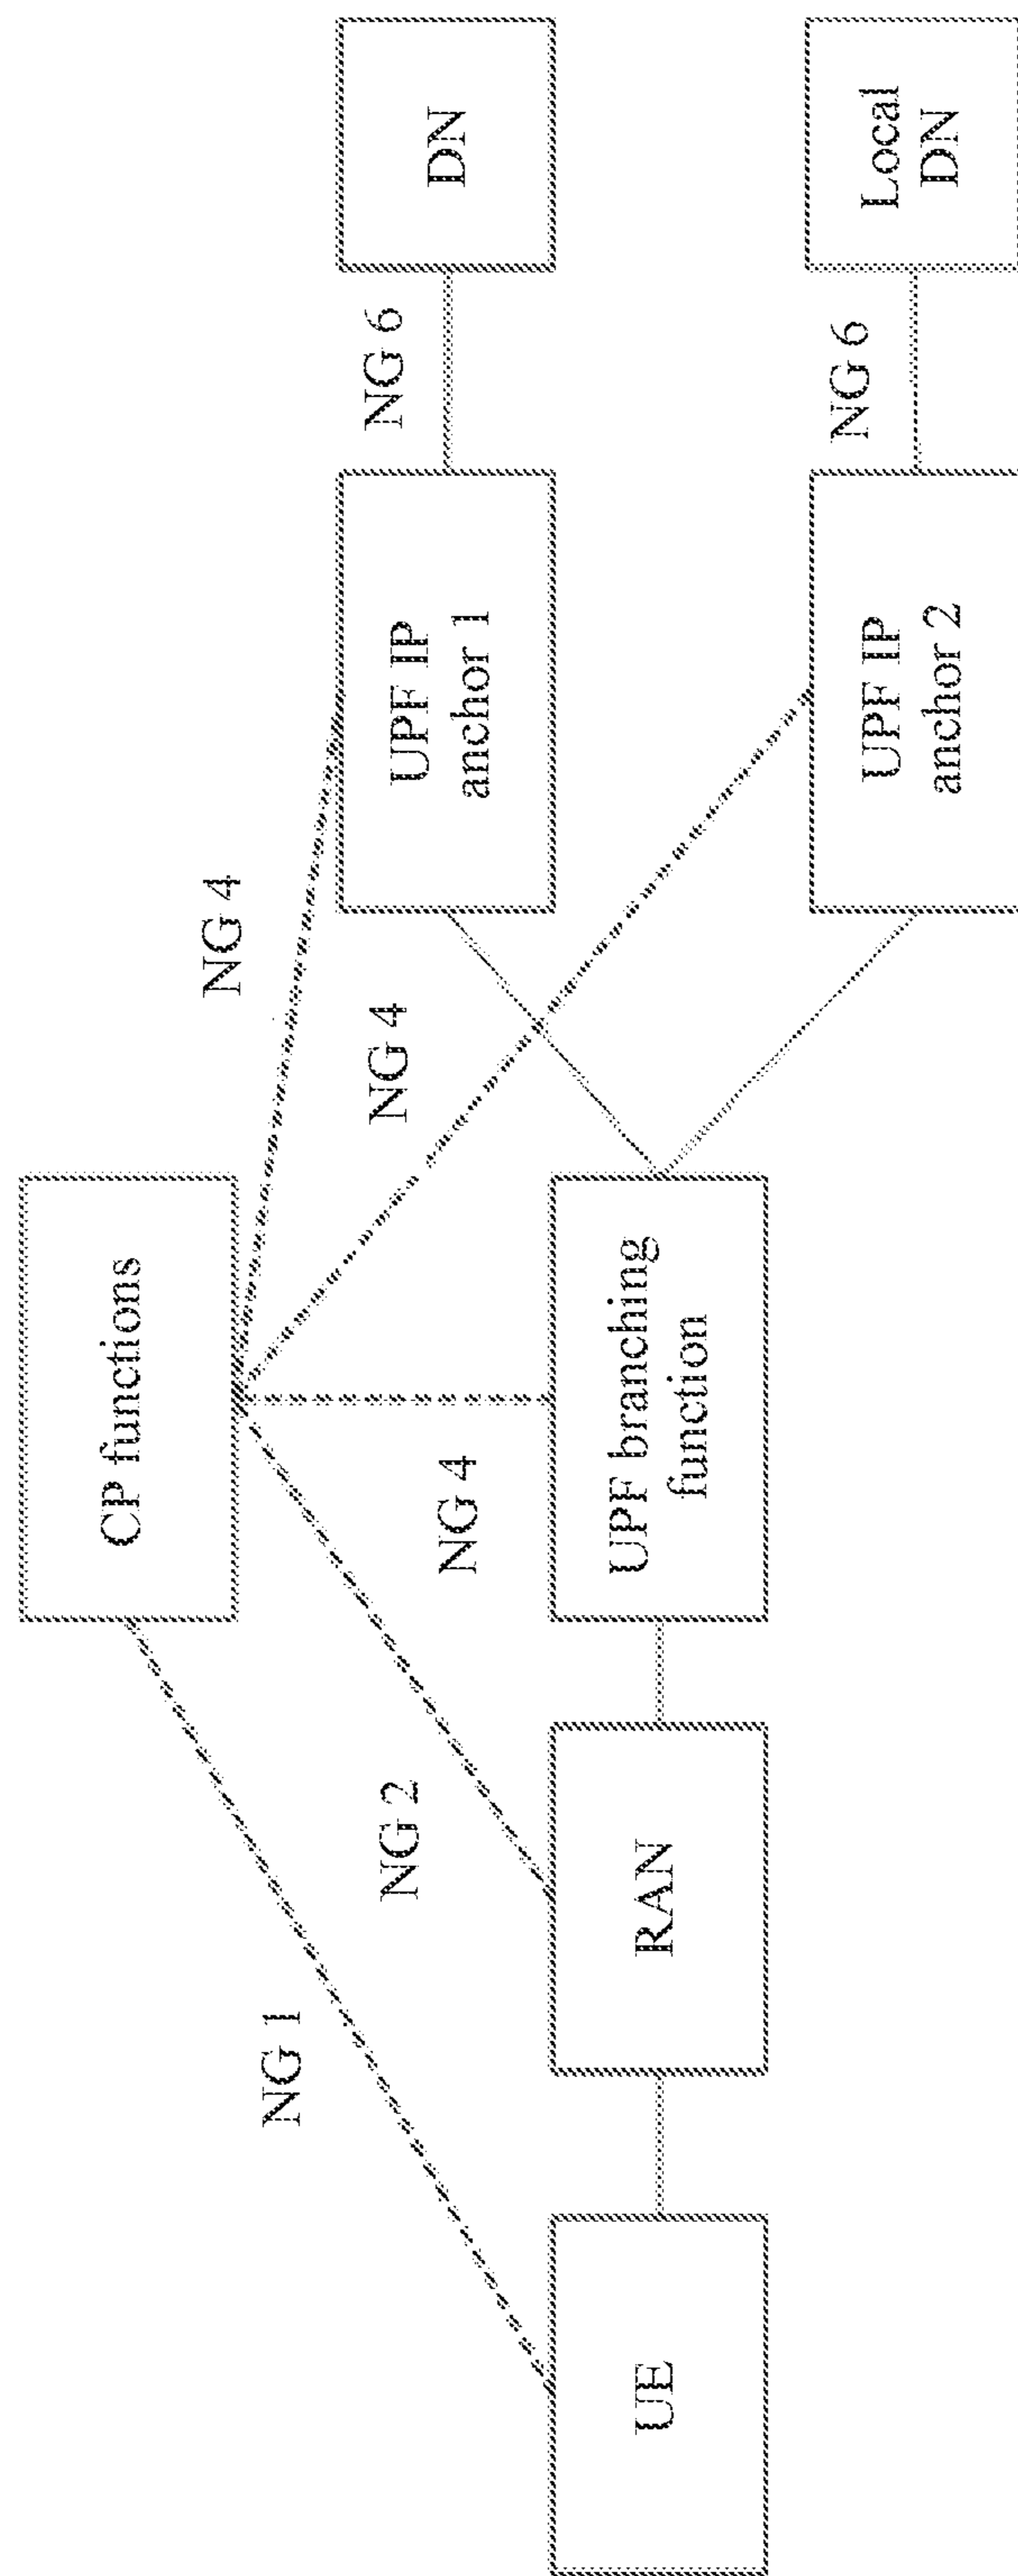 CP functions
NG 4
NG 1
NG 2
NG 4
NG 4
UPF IP
anchor 1
NG 6
DN
UE
RAN
UPF branching
function
UPF IP
anchor 2
NG 6
Local
DN